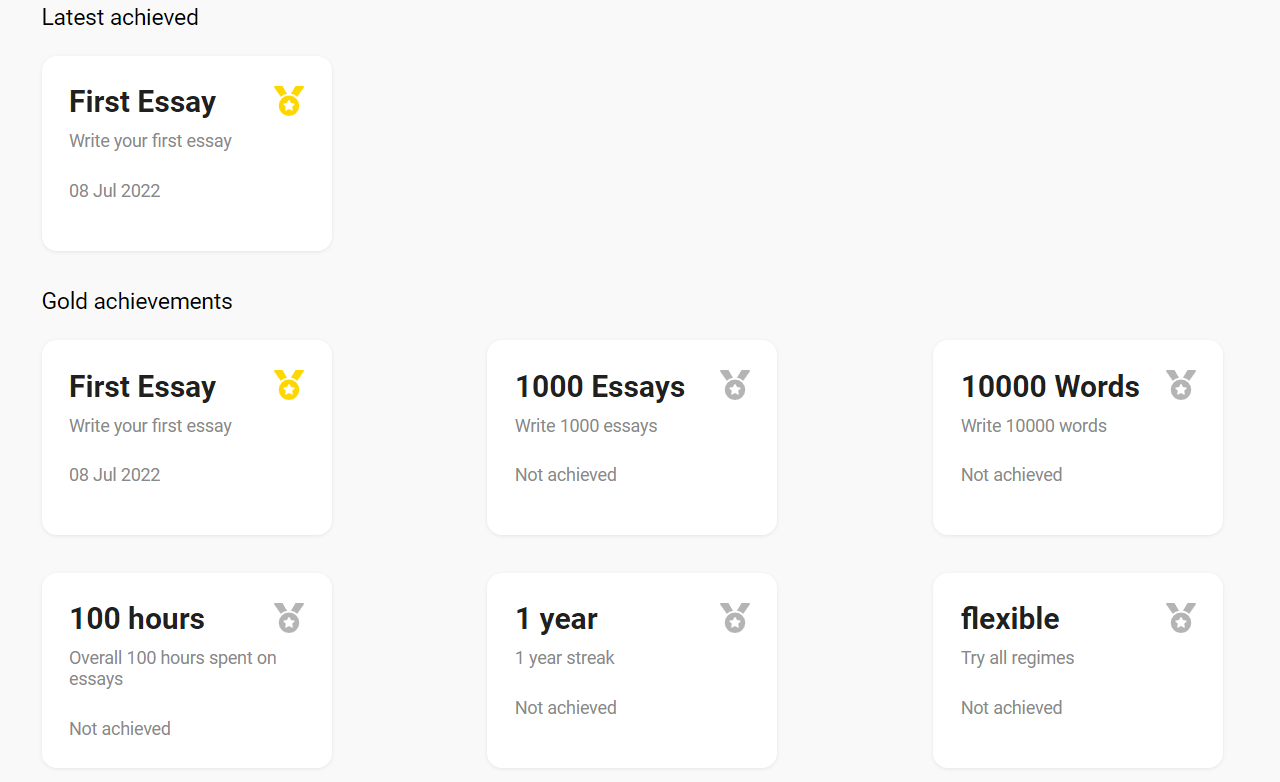 Latest achieved
First Essay
Write your first essay
08 Jul 2022
Gold achievements
First Essay
Write your first essay
08 Jul 2022
1000 Essays
Write 1000 essays
Not achieved
10000 Words
Write 10000 words
Not achieved
100 hours
Overall 100 hours spent on
essays
Not achieved
1 year
1 year streak
Not achieved
flexible
Try all regimes
Not achieved